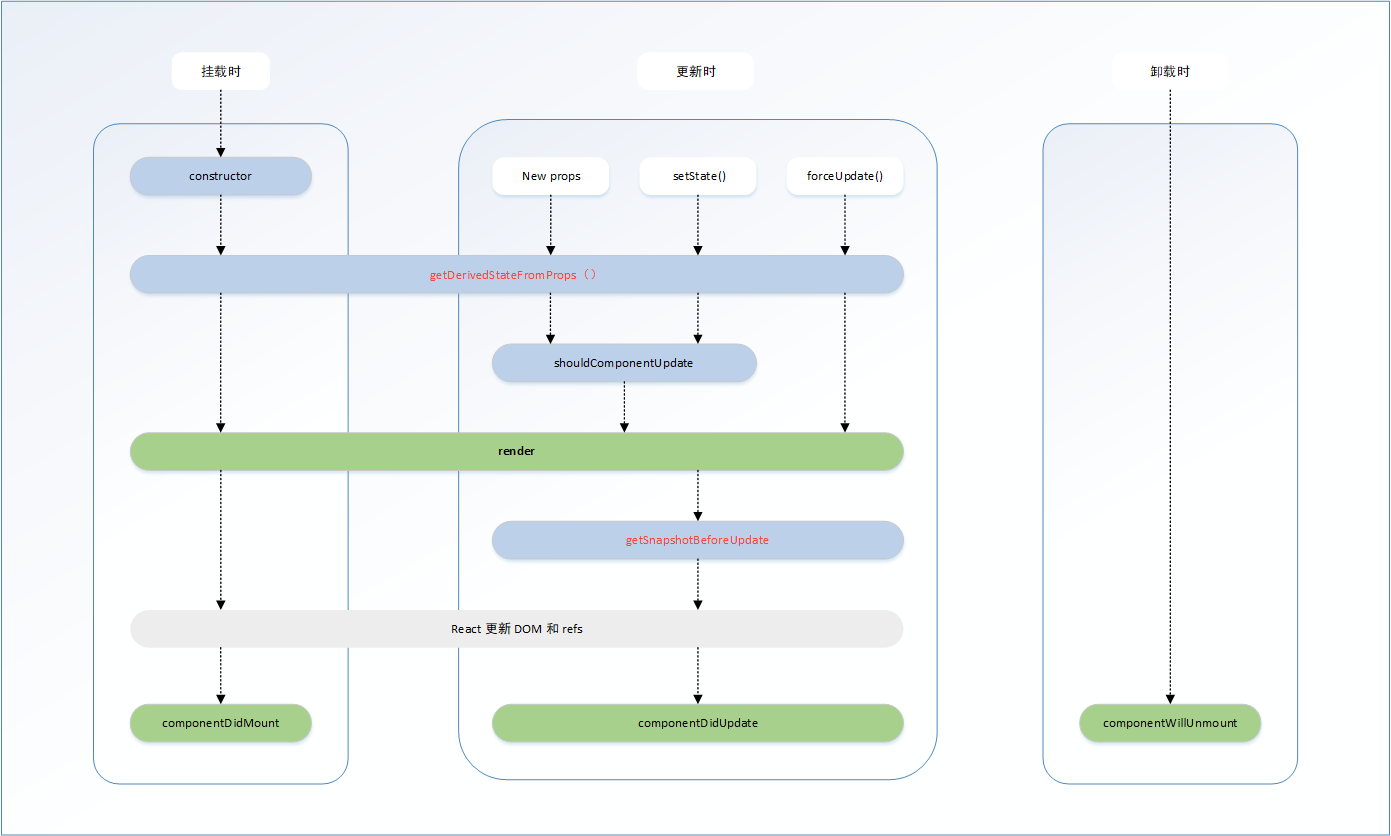 挂载时
更新时
卸载时
constructor
New props
setState()
forceUpdate()
getDerivedStateFromProps（）
shouldComponentUpdate
render
getSnapshotBeforeUpdate
React 更新 DOM 和 refs
componentDidMount
componentDidUpdate
componentWillUnmount